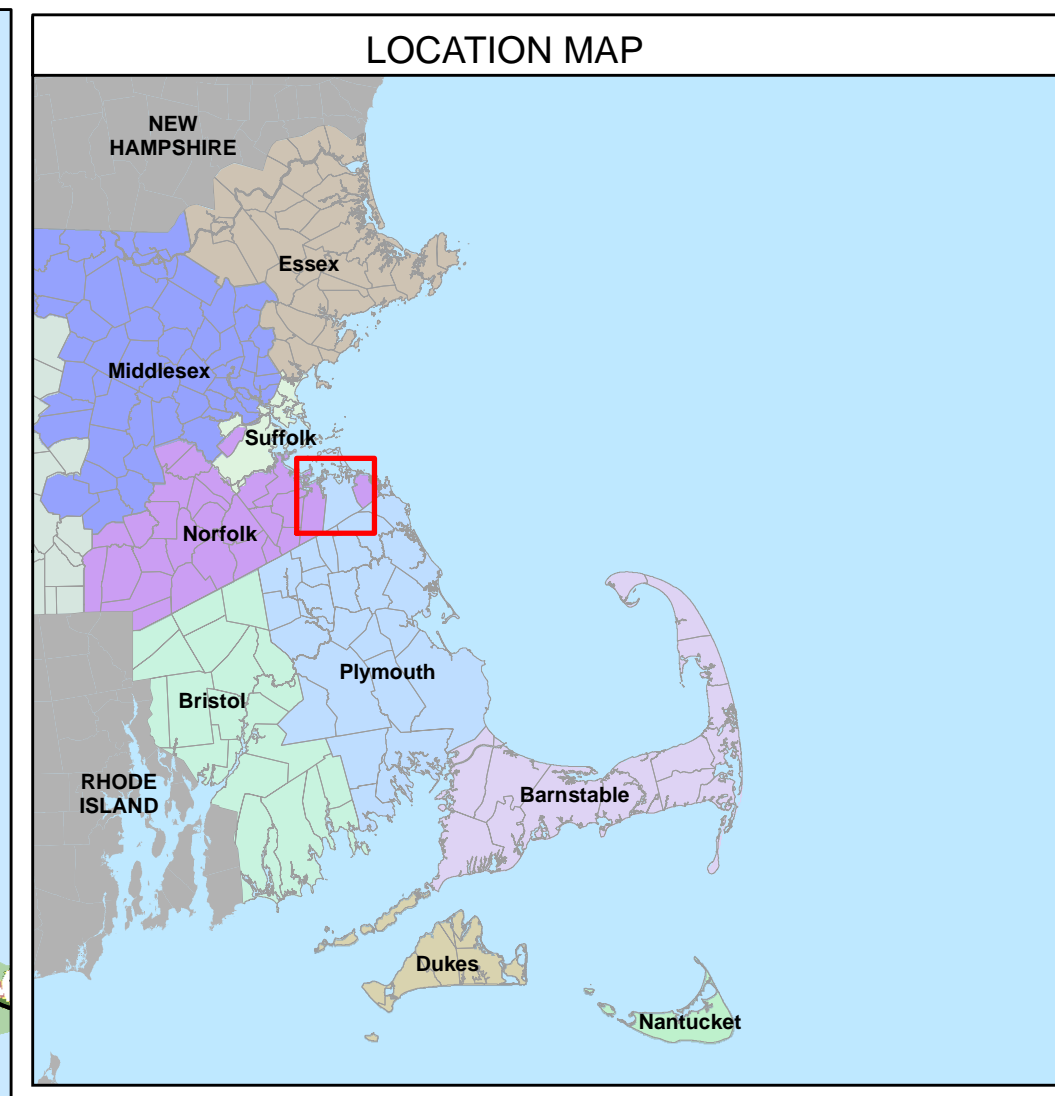 LOCATION MAP
NEW
HAMPSHIRE
Essex
Middlesex
Suffolk
Norfolk
Plymouth
Bristol
RHODE
ISLAND
Barnstable
Dukes
Nantucket